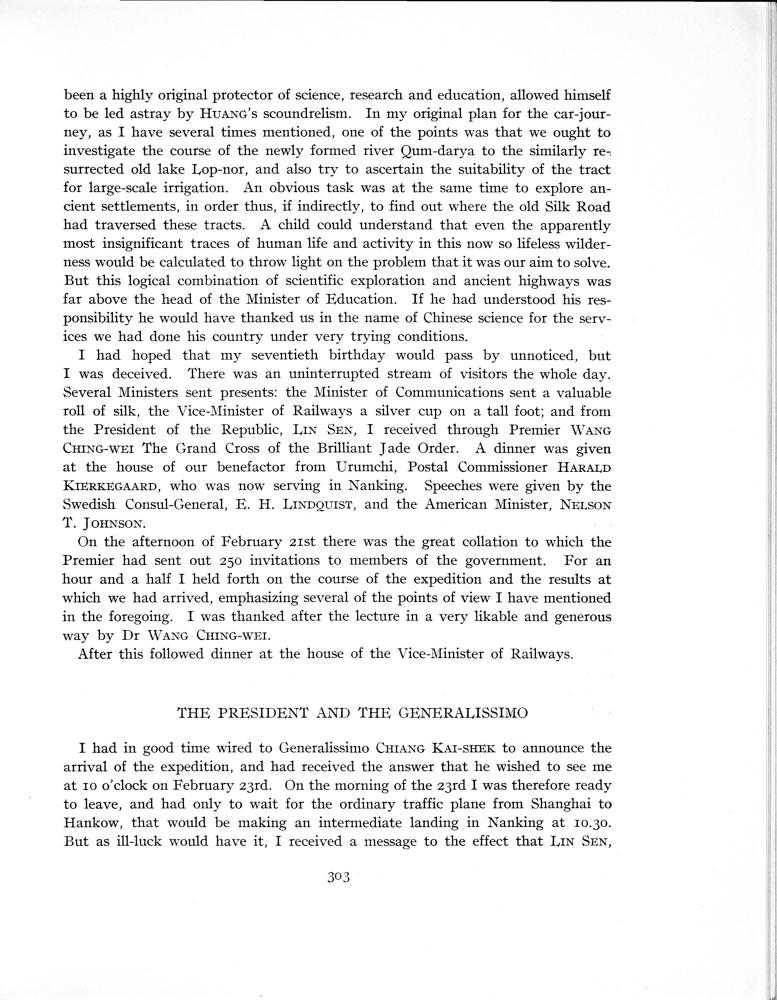 been a highly original protector of science, research and education, allowed himself
to be led astray by HUANG's scoundrelism. In my original plan for the car-jour-
ney, as I have several times mentioned, one of the points was that we ought to
investigate the course of the newly formed river Qum-darya to the similarly re-
surrected old lake Lop-nor, and also try to ascertain the suitability of the tract
for large-scale irrigation. An obvious task was at the same time to explore an-
cient settlements, in order thus, if indirectly, to find out where the old Silk Road
had traversed these tracts. A child could understand that even the apparently
most insignificant traces of human life and activity in this now so lifeless wilder-
ness would be calculated to throw light on the problem that it was our aim to solve.
But this logical combination of scientific exploration and ancient highways was
far above the head of the Minister of Education. If he had understood his res-
ponsibility he would have thanked us in the name of Chinese science for the serv-
ices we had done his country under very trying conditions.
I had hoped that my seventieth birthday would pass by unnoticed, but
I was deceived. There was an uninterrupted stream of visitors the whole day.
Several Ministers sent presents: the Minister of Communications sent a valuable
roll of silk, the Vice-Minister of Railways a silver cup on a tall foot; and from
the President of the Republic, LIN SEN, I received through Premier WANG
CHING-WEI The Grand Cross of the Brilliant Jade Order. A dinner was given
at the house of our benefactor from Urumchi, Postal Commissioner HARALD
KIERKEGAARD, who was now serving in Nanking. Speeches were given by the
Swedish Consul-General, E. H. LINDQUIST, and the American Minister, NELSON
T. JOHNSON.
On the afternoon of February 21st there was the great collation to which the
Premier had sent out 250 invitations to members of the government. For an
hour and a half I held forth on the course of the expedition and the results at
which we had arrived, emphasizing several of the points of view I have mentioned
in the foregoing. I was thanked after the lecture in a very likable and generous
way by Dr WANG CHING-WEI.
After this followed dinner at the house of the Vice-Minister of Railways.
THE PRESIDENT AND THE GENERALISSIMO
I had in good time wired to Generalissimo CHIANG KAI-SHEK to announce the
arrival of the expedition, and had received the answer that he wished to see me
at 10 o'clock on February 23rd. On the morning of the 23rd I was therefore ready
to leave, and had only to wait for the ordinary traffic plane from Shanghai to
Hankow, that would be making an intermediate landing in Nanking at 10.30.
But as ill-luck would have it, I received a message to the effect that LIN SEN,
303